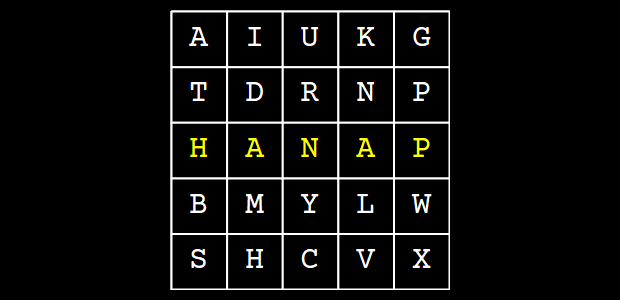 A I U K G
T D R N P
H A N A P
B M Y L W
S H C V X